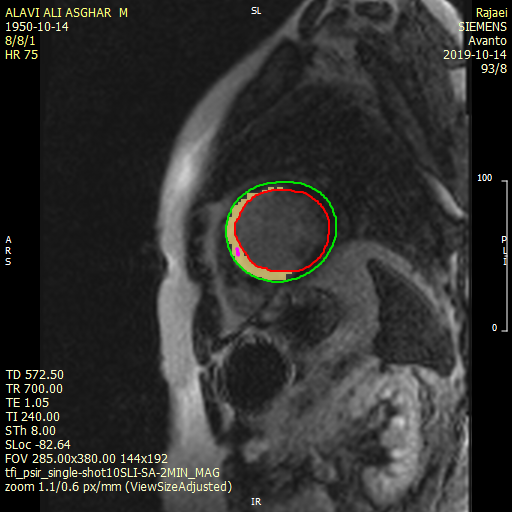 ALAVI ALI ASGHAR M
1950-10-14
8/8/1
HR 75
SL
Rajaei
SIEMENS
Avanto
2019-10-14
93/8
100
A
R
S
P
L
I
0
TD 572.50
TR 700.00
TE 1.05
TI 240.00
STh 8.00
SLoc -82.64
FOV 285.00x380.00 144x192
tfi_psir_single-shot10SLI-SA-2MIN_MAG
zoom 1.1/0.6 px/mm (ViewSizeAdjusted)
IR